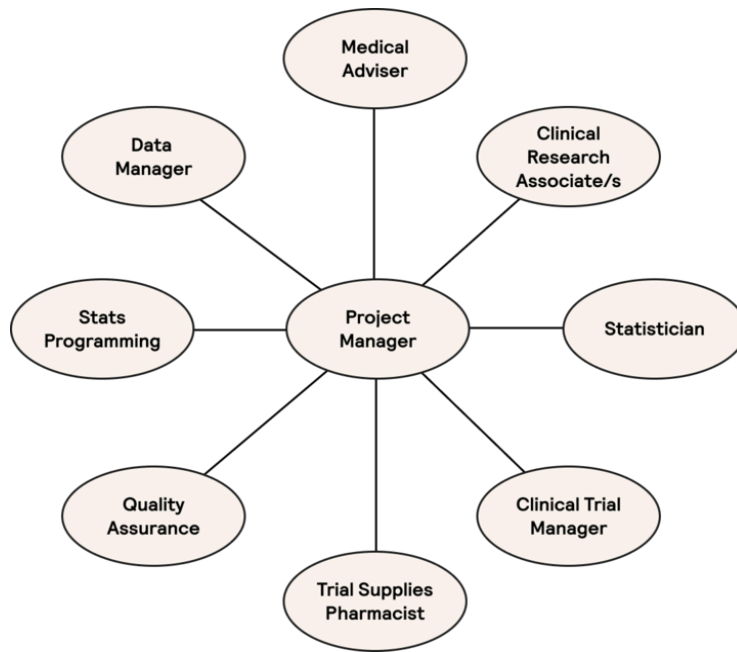 Medical
Adviser
Data
Manager
Clinical
Research
Associate/s
Stats
Programming
Project
Manager
Statistician
Quality
Assurance
Clinical Trial
Manager
Trial Supplies
Pharmacist